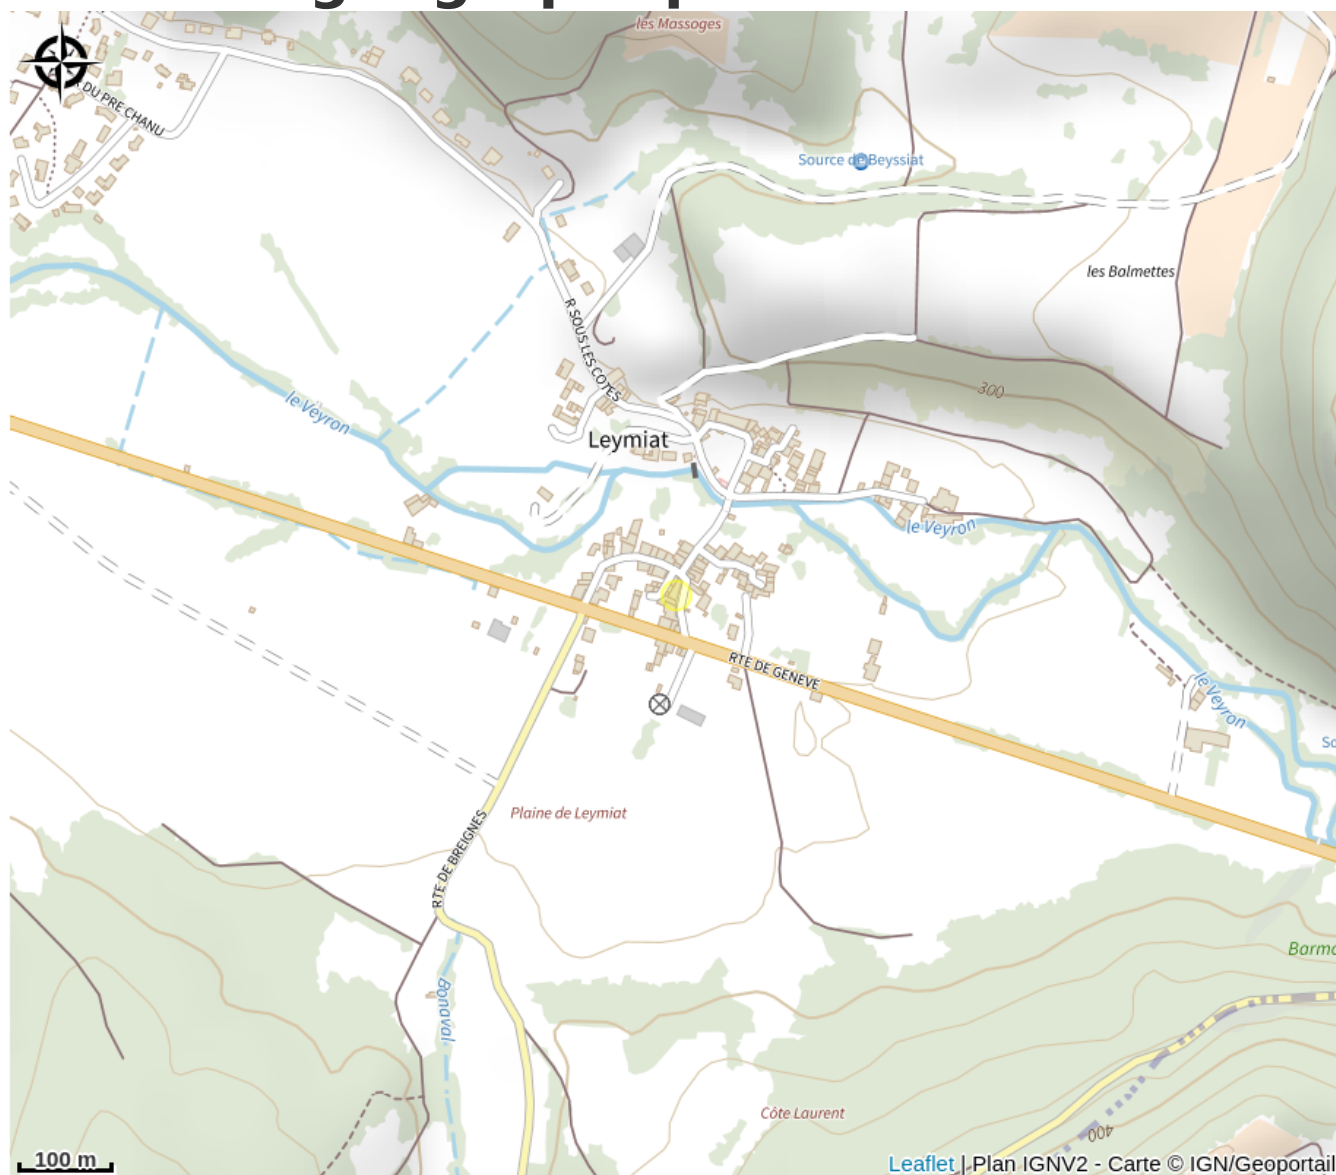 les Massoges
DU PRE CHANU
Source de Beyssiat
les Balmettes
R SOUS LES COTES
300
le Veyron
Leymiat
le Veyron
RTE DE GENEVE
le Veyron
Plaine de Leymiat
RTE DE BREIGNES
Bonaval
Côte Laurent
400
100 m
Leaflet | Plan IGNV2 - Carte © IGN/Geoportail